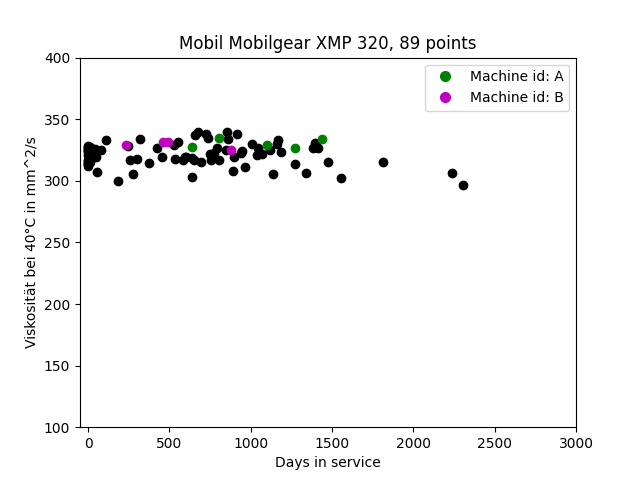 Mobil Mobilgear XMP 320, 89 points
Machine id: A
Machine id: B
400
350
300
250
200
150
100
Viskosität bei 40°C in mm^2/s
0
500
1000
1500
2000
2500
3000
Days in service